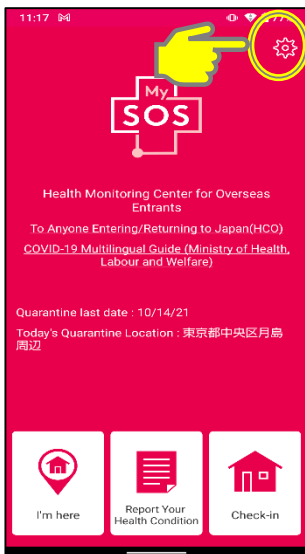 11:17
My
SOS
Health Monitoring Center for Overseas
Entrants
To Anyone Entering/Returning to Japan(HCO)
COVID-19 Multilingual Guide (Ministry of Health,
Labour and Welfare)
Quarantine last date : 10/14/21
Today's Quarantine Location : 東京都中央区月島
周辺
I'm here
Report Your
Health Condition
Check-in